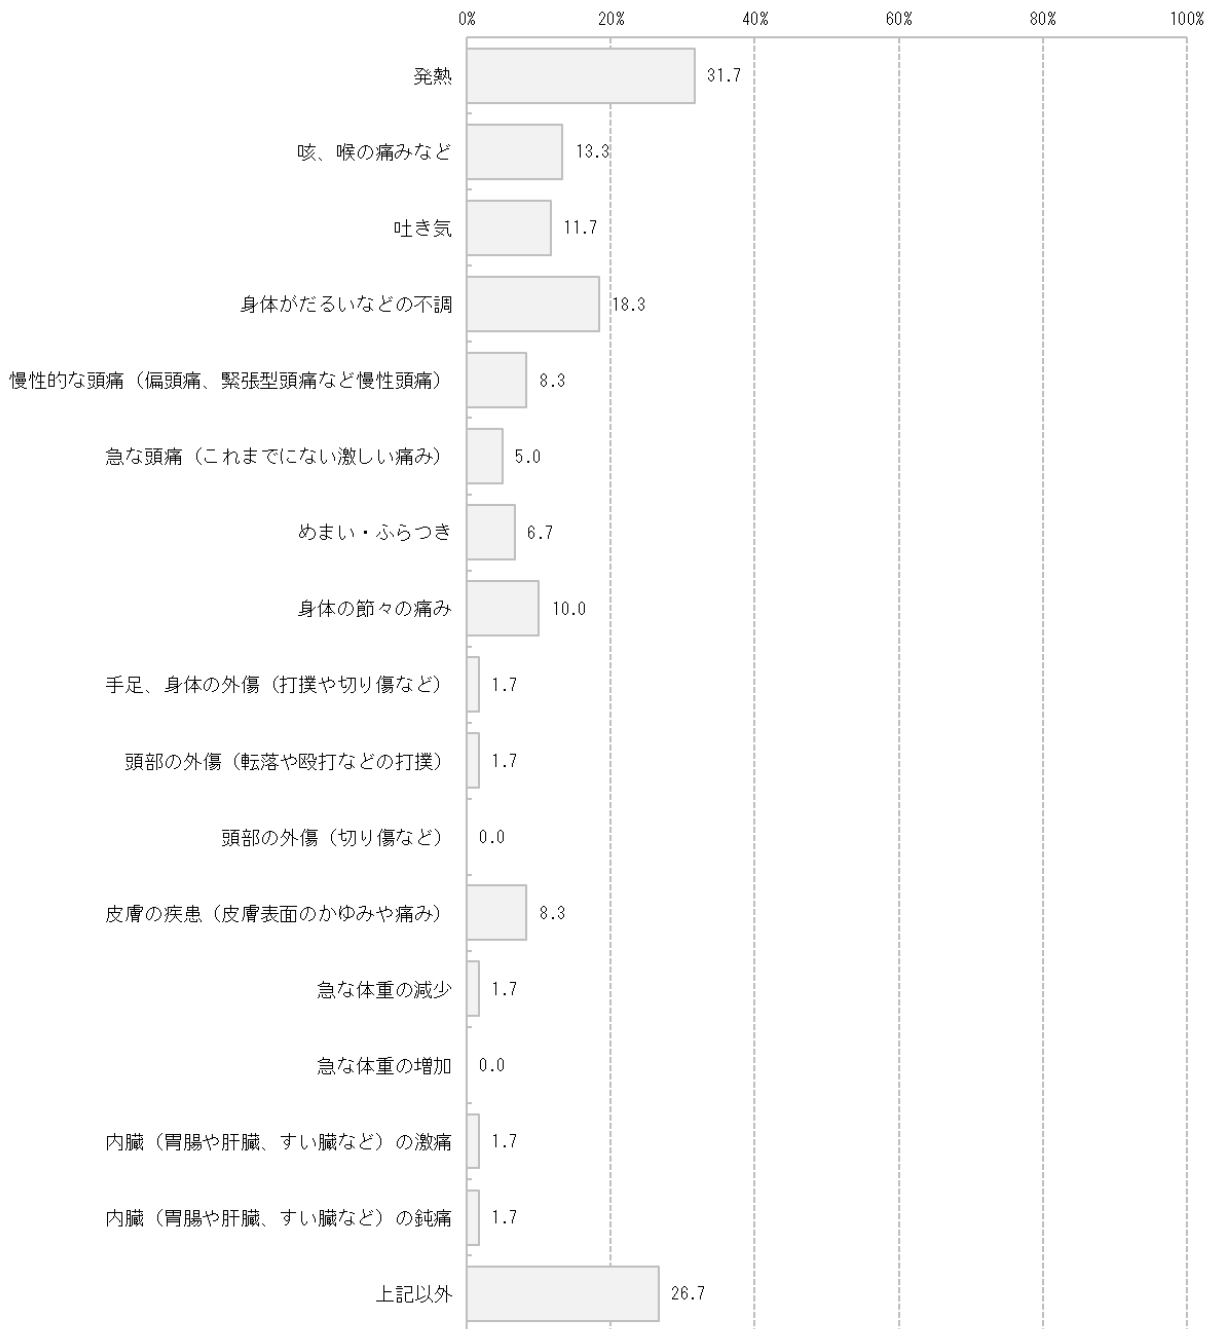 0% 20% 40% 60% 80% 100%
発熱 31.7
咳、喉の痛みなど 13.3
吐き気 11.7
身体がだるいなどの不調 18.3
慢性的な頭痛（偏頭痛、緊張型頭痛など慢性頭痛） 8.3
急な頭痛（これまでにない激しい痛み） 5.0
めまい・ふらつき 6.7
身体の節々の痛み 10.0
手足、身体の外傷（打撲や切り傷など） 1.7
頭部の外傷（転落や殴打などの打撲） 1.7
頭部の外傷（切り傷など） 0.0
皮膚の疾患（皮膚表面のかゆみや痛み） 8.3
急な体重の減少 1.7
急な体重の増加 0.0
内臓（胃腸や肝臓、すい臓など）の激痛 1.7
内臓（胃腸や肝臓、すい臓など）の鈍痛 1.7
上記以外 26.7